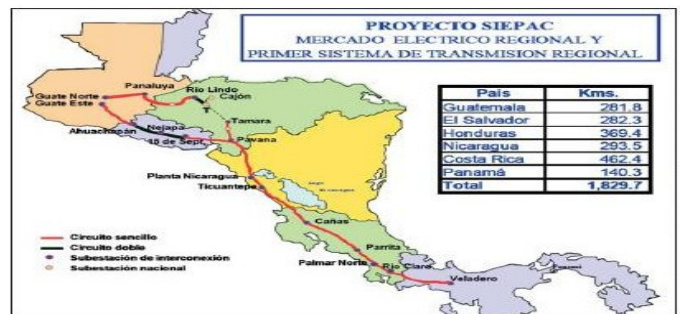 PROYECTO SIEPAC
MERCADO ELECTRICO REGIONAL Y
PRIMER SISTEMA DE TRANSMISION REGIONAL
País Kms.
Guatemala 281.8
El Salvador 282.3
Honduras 369.4
Nicaragua 293.5
Costa Rica 462.4
Panamá 140.3
Total 1,829.7
Panaluya
Río Lindo
Cajón
Guate Norte
Guate Este
T
Tamara
Ahuachapán
Nejapa
15 de Sept.
Pavana
Planta Nicaragua
Ticuantepe
Cañas
Parrita
Palmar Norte
Río Claro
Veladero
Circuito sencillo
Circuito doble
Subestación de interconexión
Subestación nacional